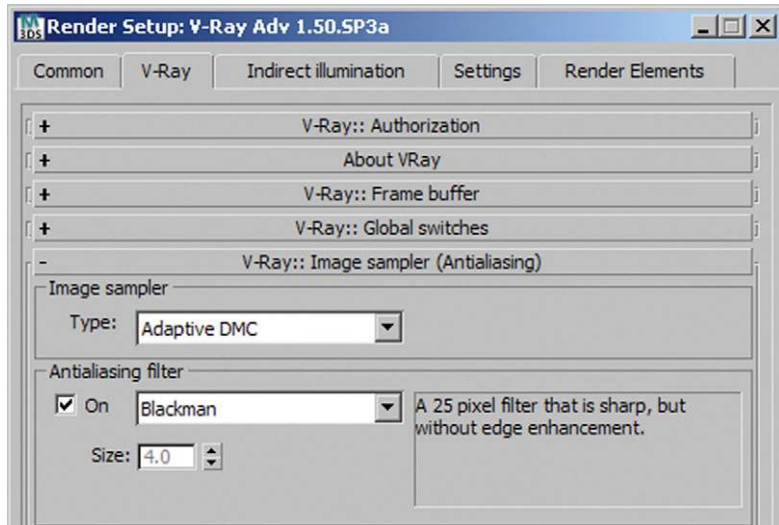 M
3DS
Render Setup: V-Ray Adv 1.50.SP3a
Common V-Ray Indirect illumination Settings Render Elements
+ V-Ray:: Authorization
+ About VRay
+ V-Ray:: Frame buffer
+ V-Ray:: Global switches
- V-Ray:: Image sampler (Antialiasing)
Image sampler
Type: Adaptive DMC
Antialiasing filter
On Blackman
A 25 pixel filter that is sharp, but
without edge enhancement.
Size: 4.0